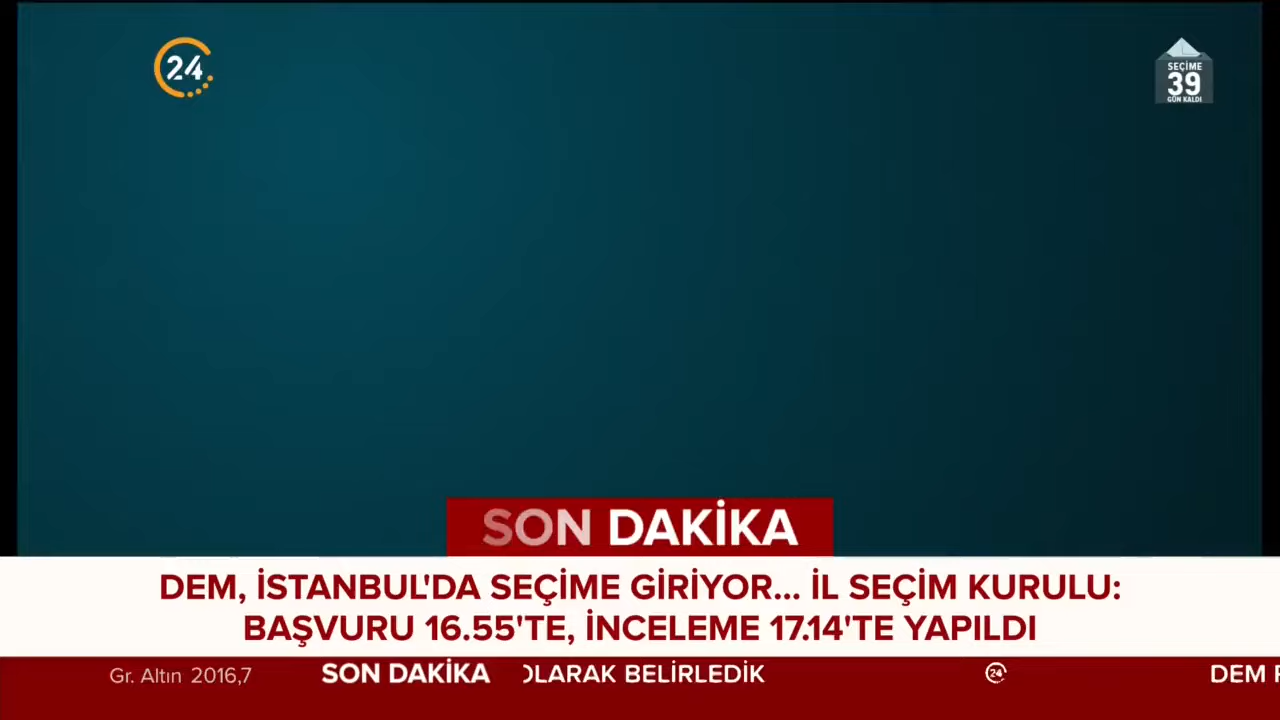 24
SEÇİME
39
GÜN KALDI
SON DAKİKA
DEM, İSTANBUL'DA SEÇİME GİRİYOR... İL SEÇİM KURULU:
BAŞVURU 16.55'TE, İNCELEME 17.14'TE YAPILDI
Gr. Altın 2016,7 SON DAKİKA OLARAK BELİRLEDİK 24 DEM